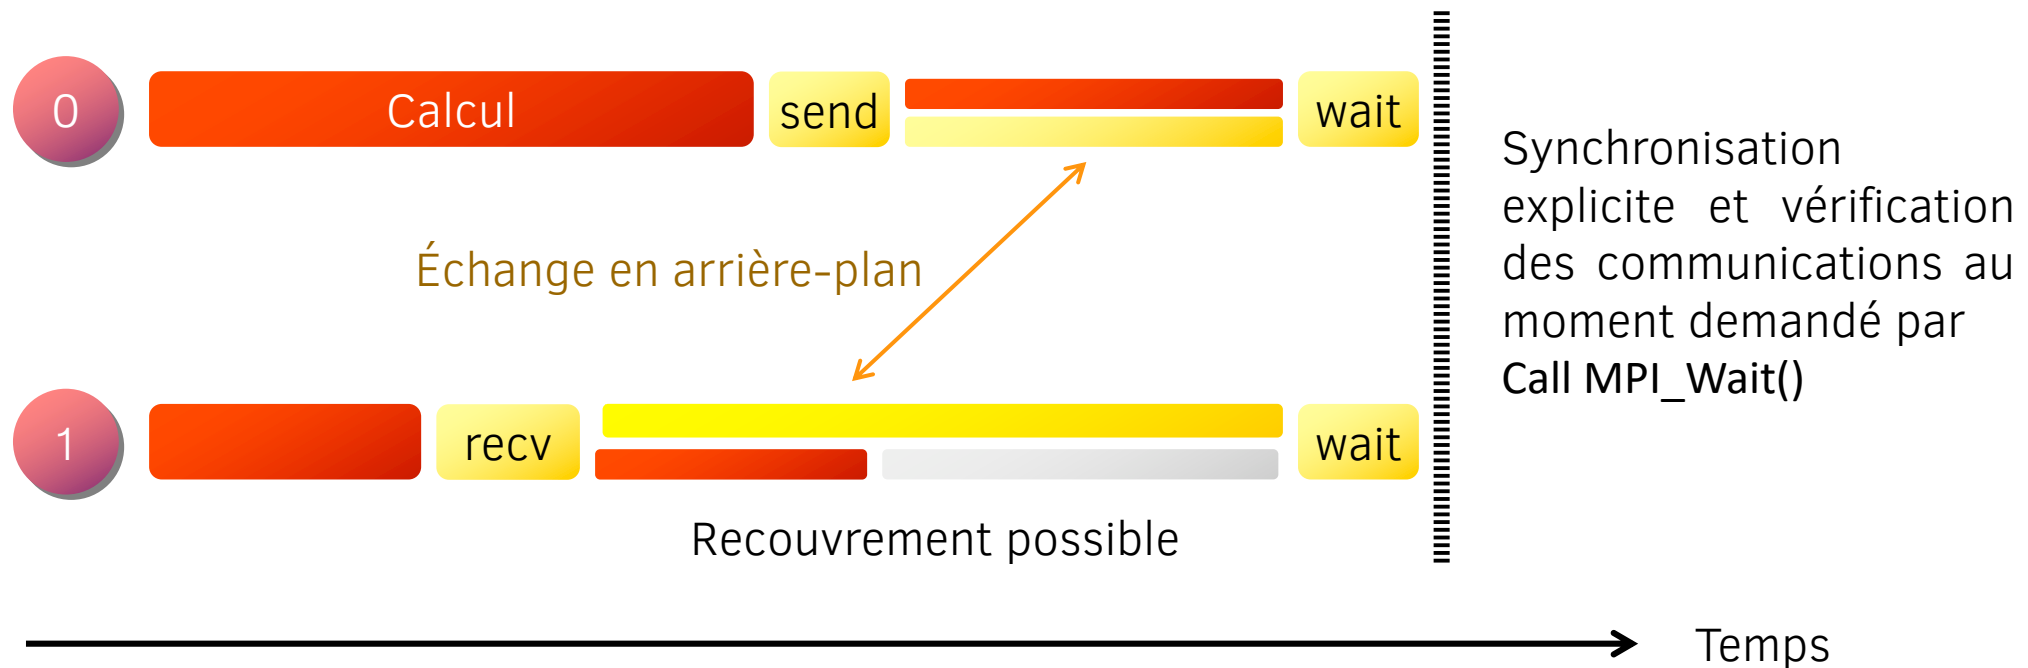 0
Calcul
send
wait
Échange en arrière-plan
1
recv
wait
Recouvrement possible
Synchronisation
explicite et vérification
des communications au
moment demandé par
Call MPI_Wait()
Temps